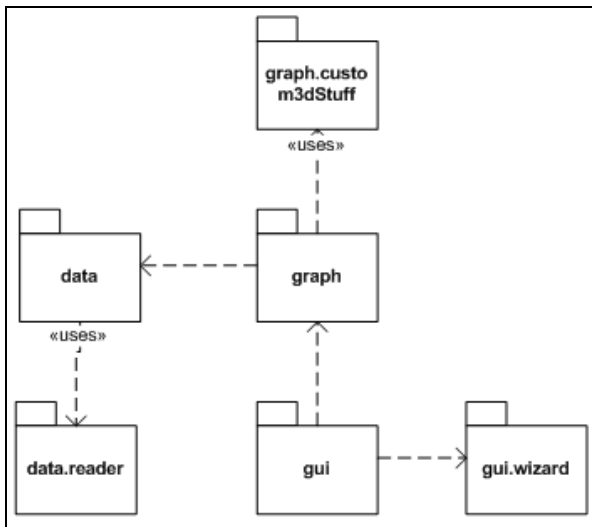 graph.custo
m3dStuff
«uses»
data
graph
«uses»
data.reader
gui
gui.wizard